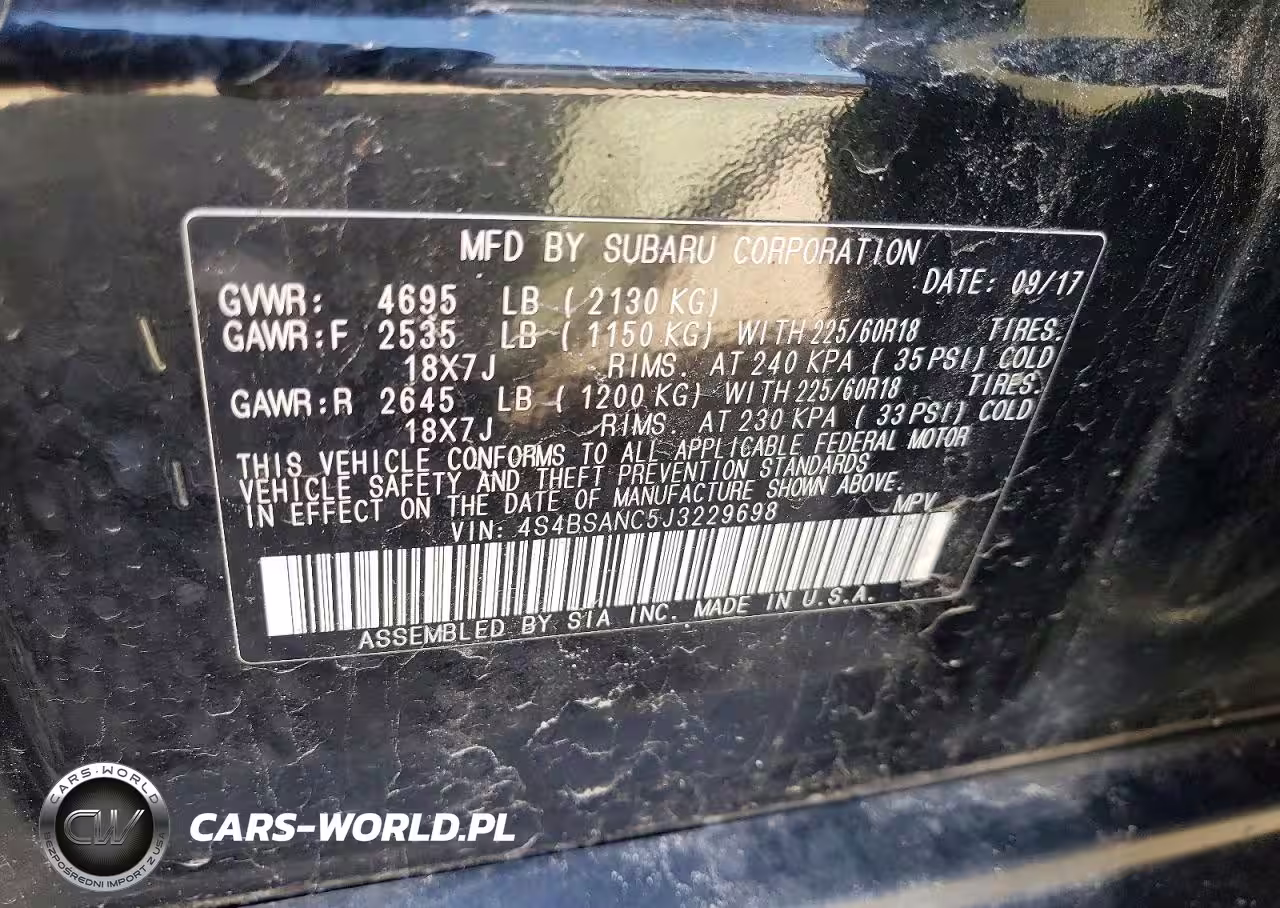 MFD BY SUBARU CORPORATION
DATE: 09/17
GVWR: 4695 LB ( 2130 KG)
GAWR:F 2535 LB ( 1150 KG) WITH 225/60R18 TIRES.
18X7J RIMS. AT 240 KPA ( 35 PSI) COLD
GAWR:R 2645 LB ( 1200 KG) WITH 225/60R18 TIRES.
18X7J RIMS. AT 230 KPA ( 33 PSI) COLD
THIS VEHICLE CONFORMS TO ALL APPLICABLE FEDERAL MOTOR
VEHICLE SAFETY AND THEFT PREVENTION STANDARDS
IN EFFECT ON THE DATE OF MANUFACTURE SHOWN ABOVE.
VIN: 4S4BSANC5J3229698 MPV
ASSEMBLED BY SIA INC. MADE IN U.S.A.
CARS-WORLD
CW
BEZPOŚREDNI IMPORT Z USA
CARS-WORLD.PL